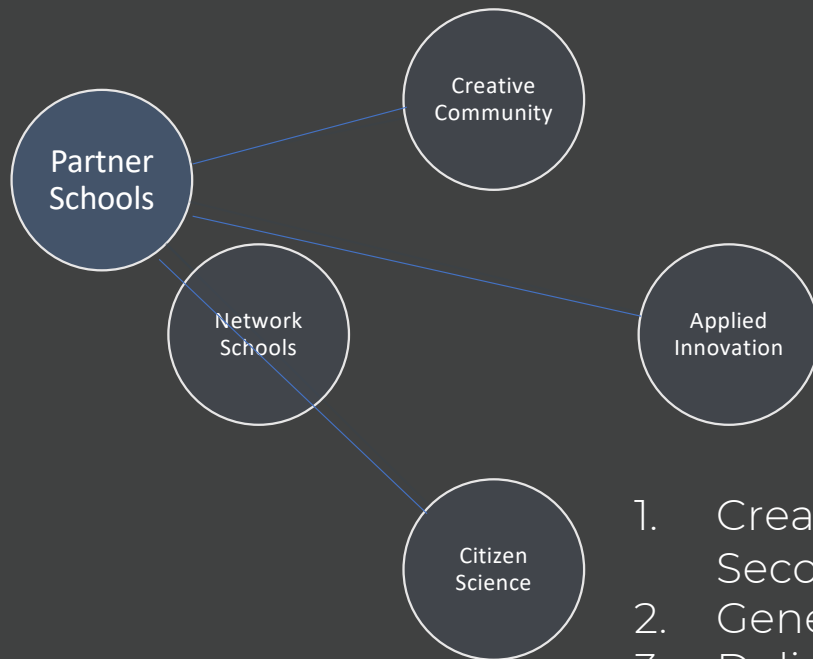 Creative
Community
Partner
Schools
Network
Schools
Applied
Innovation
Citizen
Science
1.
2.